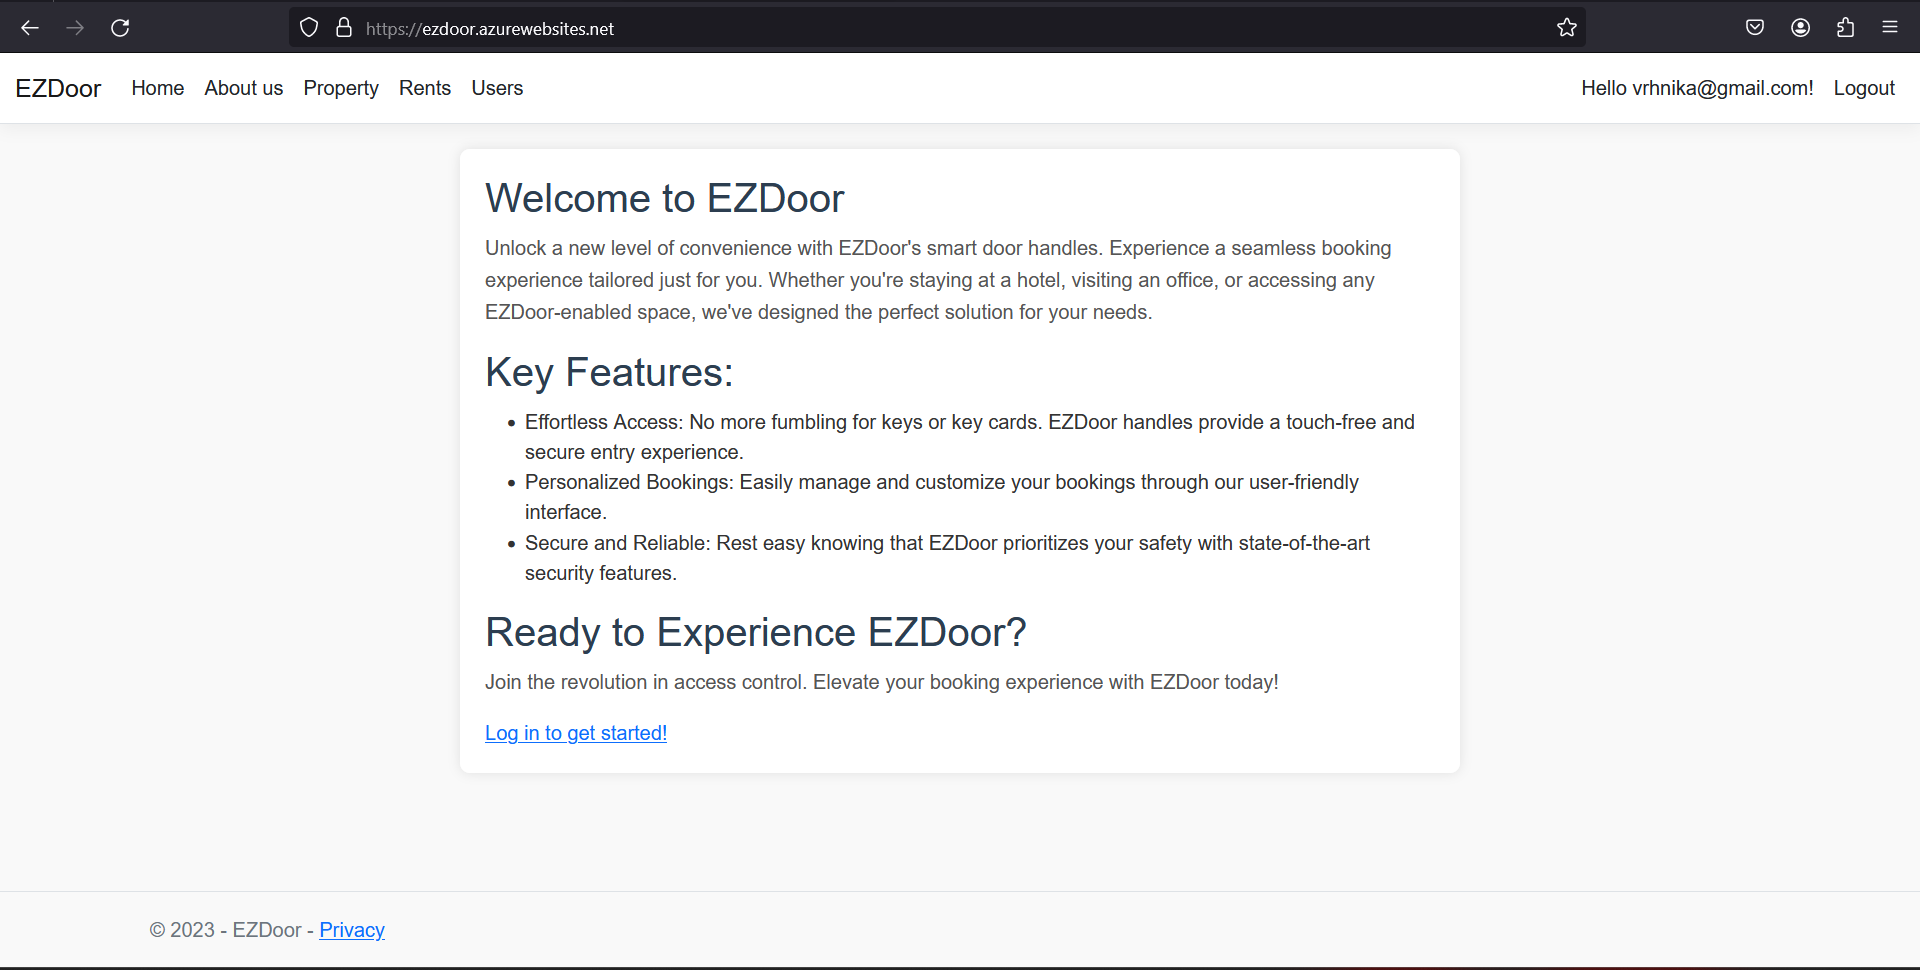 https://ezdoor.azurewebsites.net
EZDoor Home About us Property Rents Users Hello vrhnika@gmail.com! Logout
Welcome to EZDoor
Unlock a new level of convenience with EZDoor's smart door handles. Experience a seamless booking
experience tailored just for you. Whether you're staying at a hotel, visiting an office, or accessing any
EZDoor-enabled space, we've designed the perfect solution for your needs.
Key Features:
• Effortless Access: No more fumbling for keys or key cards. EZDoor handles provide a touch-free and
secure entry experience.
• Personalized Bookings: Easily manage and customize your bookings through our user-friendly
interface.
• Secure and Reliable: Rest easy knowing that EZDoor prioritizes your safety with state-of-the-art
security features.
Ready to Experience EZDoor?
Join the revolution in access control. Elevate your booking experience with EZDoor today!
Log in to get started!
© 2023 - EZDoor - Privacy